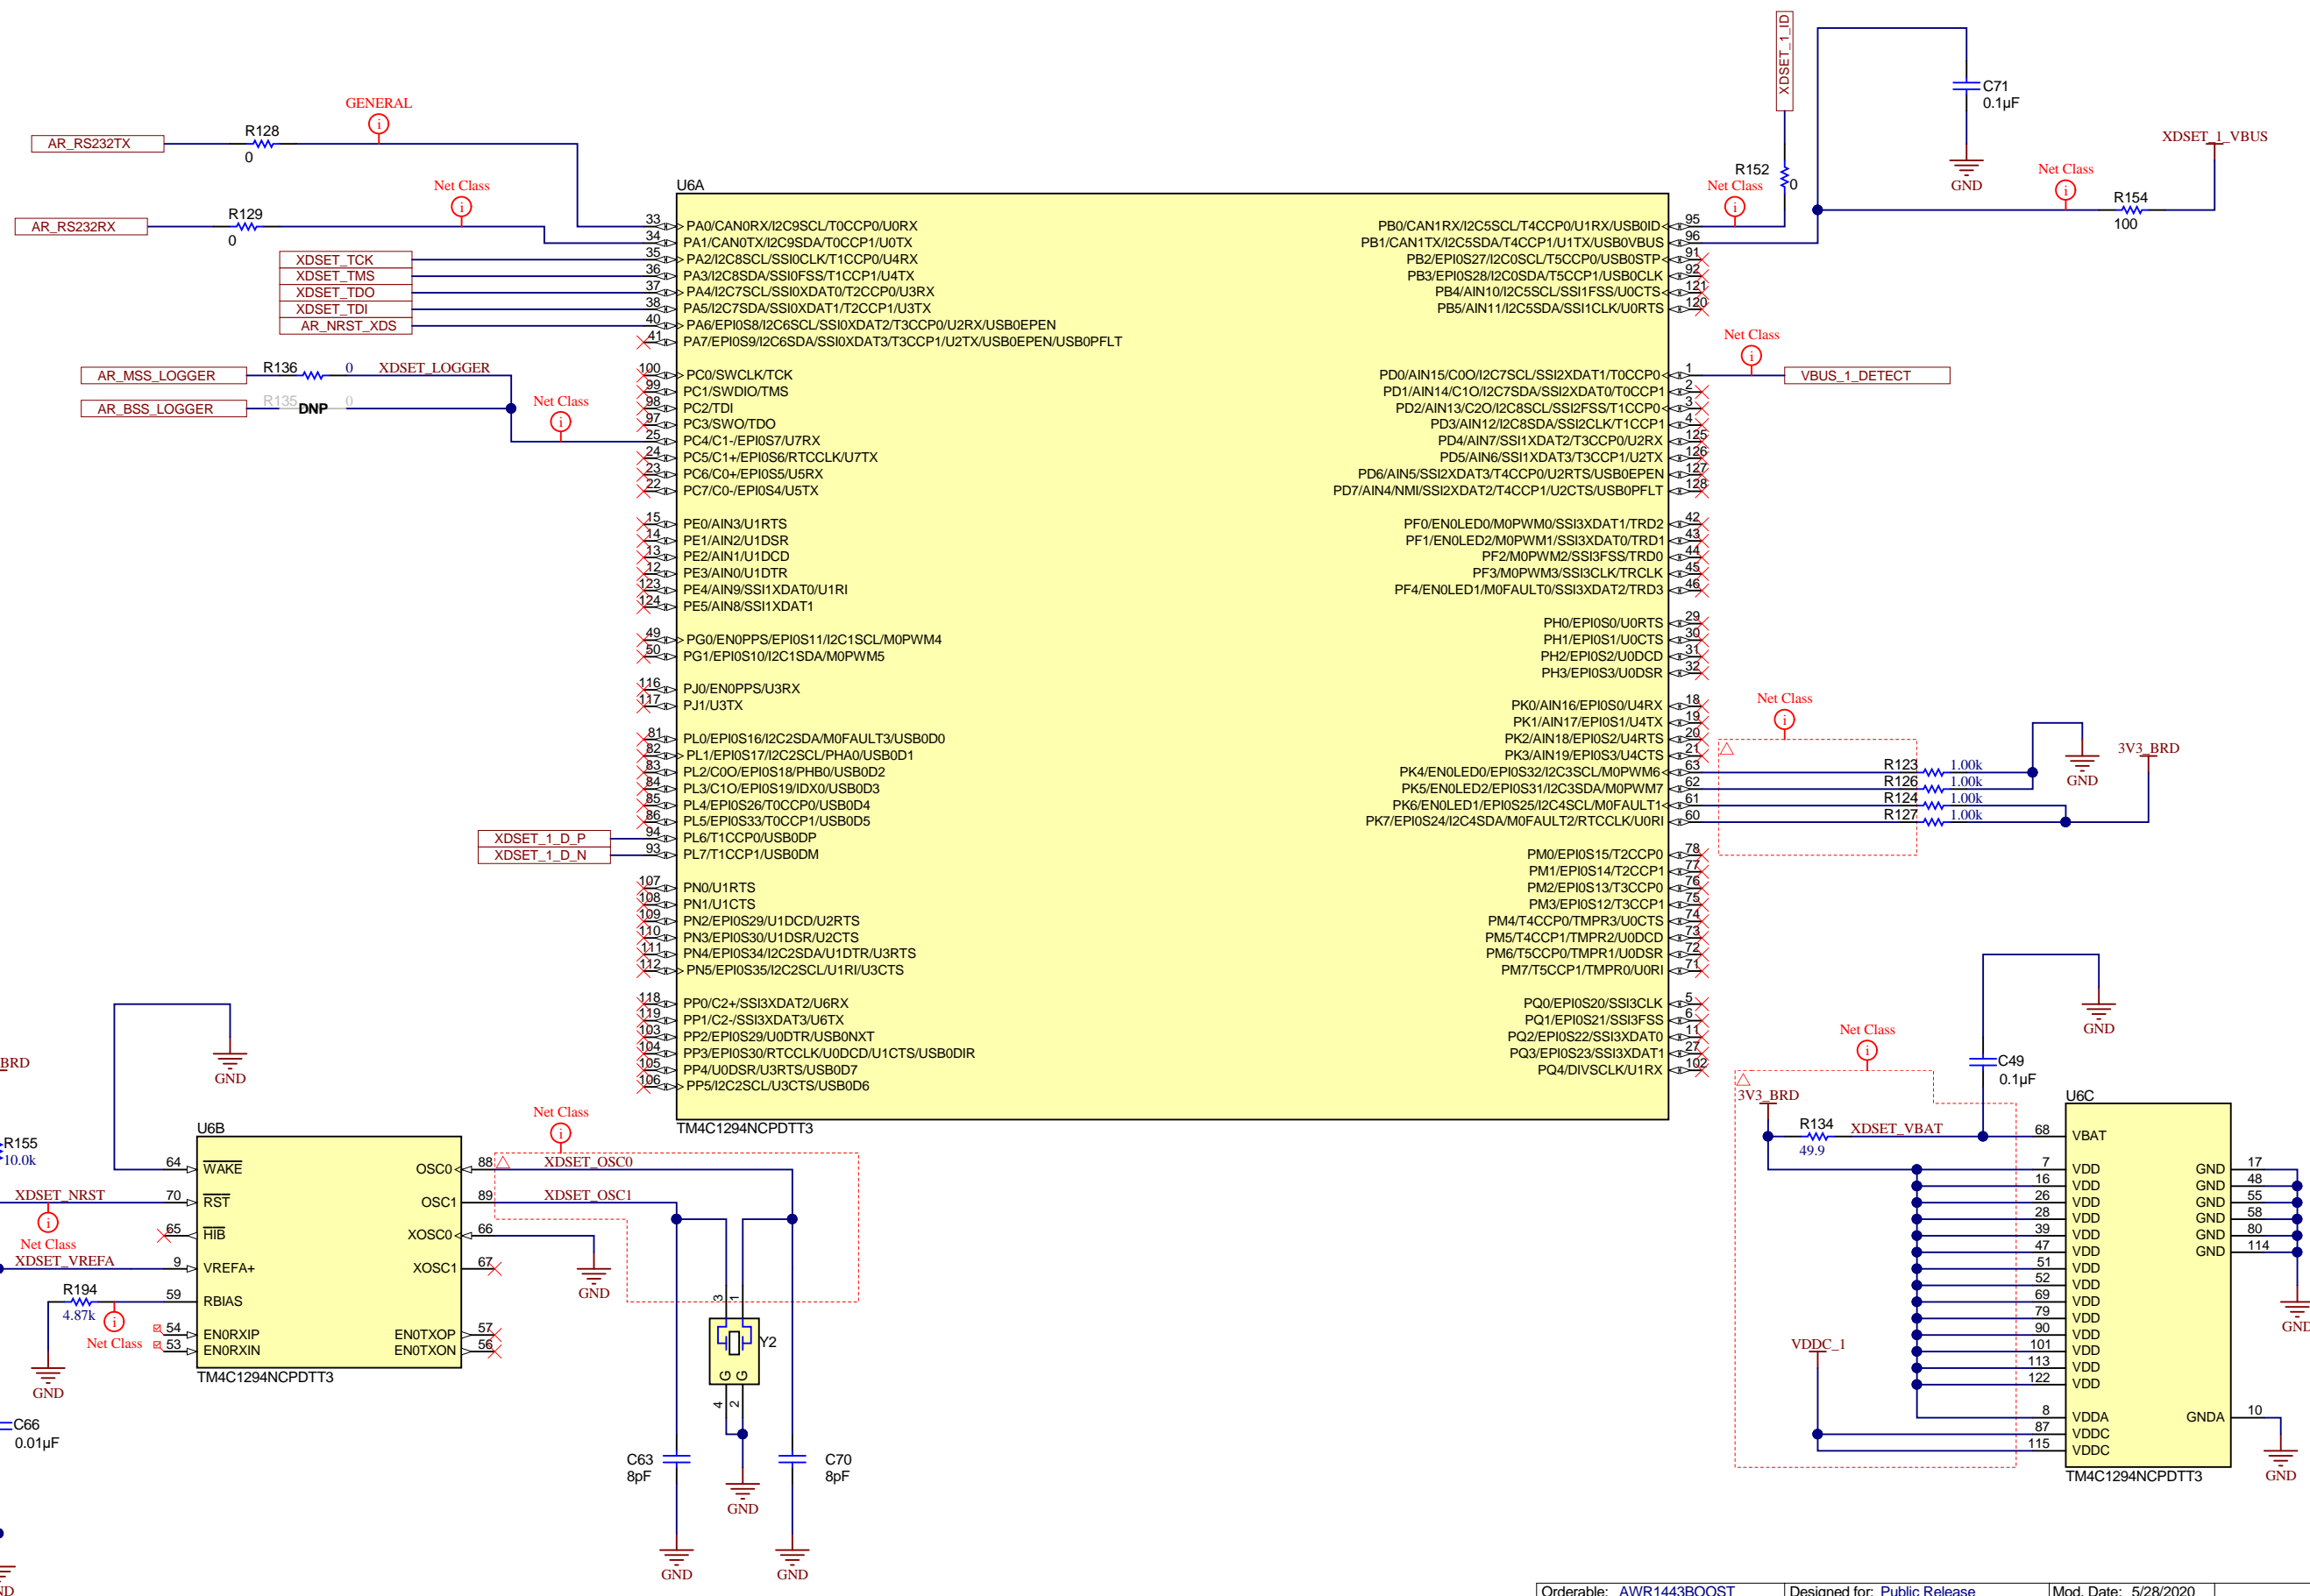 XDSET_1_ID
C71
0.1µF
GND
XDSET_1_VBUS
Net Class
R154
100
R152
0
Net Class
GENERAL
AR_RS232TX
R128
0
Net Class
AR_RS232RX
R129
0
XDSET_TCK
XDSET_TMS
XDSET_TDO
XDSET_TDI
AR_NRST_XDS
AR_MSS_LOGGER
R136
0
XDSET_LOGGER
AR_BSS_LOGGER
R135
DNP
0
Net Class
XDSET_1_D_P
XDSET_1_D_N
U6A
33 PA0/CAN0RX/I2C9SCL/T0CCP0/U0RX
34 PA1/CAN0TX/I2C9SDA/T0CCP1/U0TX
35 PA2/I2C8SCL/SSI0CLK/T1CCP0/U4RX
36 PA3/I2C8SDA/SSI0FSS/T1CCP1/U4TX
37 PA4/I2C7SCL/SSI0XDAT0/T2CCP0/U3RX
38 PA5/I2C7SDA/SSI0XDAT1/T2CCP1/U3TX
40 PA6/EPI0S8/I2C6SCL/SSI0XDAT2/T3CCP0/U2RX/USB0EPEN
41 PA7/EPI0S9/I2C6SDA/SSI0XDAT3/T3CCP1/U2TX/USB0EPEN/USB0PFLT
100 PC0/SWCLK/TCK
99 PC1/SWDIO/TMS
98 PC2/TDI
97 PC3/SWO/TDO
25 PC4/C1-/EPI0S7/U7RX
24 PC5/C1+/EPI0S6/RTCCLK/U7TX
23 PC6/C0+/EPI0S5/U5RX
22 PC7/C0-/EPI0S4/U5TX
15 PE0/AIN3/U1RTS
14 PE1/AIN2/U1DSR
13 PE2/AIN1/U1DCD
12 PE3/AIN0/U1DTR
123 PE4/AIN9/SSI1XDAT0/U1RI
124 PE5/AIN8/SSI1XDAT1
49 PG0/EN0PPS/EPI0S11/I2C1SCL/M0PWM4
50 PG1/EPI0S10/I2C1SDA/M0PWM5
116 PJ0/EN0PPS/U3RX
117 PJ1/U3TX
81 PL0/EPI0S16/I2C2SDA/M0FAULT3/USB0D0
82 PL1/EPI0S17/I2C2SCL/PHA0/USB0D1
83 PL2/C0O/EPI0S18/PHB0/USB0D2
84 PL3/C1O/EPI0S19/IDX0/USB0D3
85 PL4/EPI0S26/T0CCP0/USB0D4
86 PL5/EPI0S33/T0CCP1/USB0D5
94 PL6/T1CCP0/USB0DP
93 PL7/T1CCP1/USB0DM
107 PN0/U1RTS
108 PN1/U1CTS
109 PN2/EPI0S29/U1DCD/U2RTS
110 PN3/EPI0S30/U1DSR/U2CTS
111 PN4/EPI0S34/I2C2SDA/U1DTR/U3RTS
112 PN5/EPI0S35/I2C2SCL/U1RI/U3CTS
118 PP0/C2+/SSI3XDAT2/U6RX
119 PP1/C2-/SSI3XDAT3/U6TX
103 PP2/EPI0S29/U0DTR/USB0NXT
104 PP3/EPI0S30/RTCCLK/U0DCD/U1CTS/USB0DIR
105 PP4/U0DSR/U3RTS/USB0D7
106 PP5/I2C2SCL/U3CTS/USB0D6
PB0/CAN1RX/I2C5SCL/T4CCP0/U1RX/USB0ID 95
PB1/CAN1TX/I2C5SDA/T4CCP1/U1TX/USB0VBUS 96
PB2/EPI0S27/I2C0SCL/T5CCP0/USB0STP 91
PB3/EPI0S28/I2C0SDA/T5CCP1/USB0CLK 92
PB4/AIN10/I2C5SCL/SSI1FSS/U0CTS 121
PB5/AIN11/I2C5SDA/SSI1CLK/U0RTS 120
PD0/AIN15/C0O/I2C7SCL/SSI2XDAT1/T0CCP0 1
PD1/AIN14/C1O/I2C7SDA/SSI2XDAT0/T0CCP1 2
PD2/AIN13/C2O/I2C8SCL/SSI2FSS/T1CCP0 3
PD3/AIN12/I2C8SDA/SSI2CLK/T1CCP1 4
PD4/AIN7/SSI1XDAT2/T3CCP0/U2RX 125
PD5/AIN6/SSI1XDAT3/T3CCP1/U2TX 126
PD6/AIN5/SSI2XDAT3/T4CCP0/U2RTS/USB0EPEN 127
PD7/AIN4/NMI/SSI2XDAT2/T4CCP1/U2CTS/USB0PFLT 128
PF0/EN0LED0/M0PWM0/SSI3XDAT1/TRD2 42
PF1/EN0LED2/M0PWM1/SSI3XDAT0/TRD1 43
PF2/M0PWM2/SSI3FSS/TRD0 44
PF3/M0PWM3/SSI3CLK/TRCLK 45
PF4/EN0LED1/M0FAULT0/SSI3XDAT2/TRD3 46
PH0/EPI0S0/U0RTS 29
PH1/EPI0S1/U0CTS 30
PH2/EPI0S2/U0DCD 31
PH3/EPI0S3/U0DSR 32
PK0/AIN16/EPI0S0/U4RX 18
PK1/AIN17/EPI0S1/U4TX 19
PK2/AIN18/EPI0S2/U4RTS 20
PK3/AIN19/EPI0S3/U4CTS 21
PK4/EN0LED0/EPI0S32/I2C3SCL/M0PWM6 63
PK5/EN0LED2/EPI0S31/I2C3SDA/M0PWM7 62
PK6/EN0LED1/EPI0S25/I2C4SCL/M0FAULT1 61
PK7/EPI0S24/I2C4SDA/M0FAULT2/RTCCLK/U0RI 60
PM0/EPI0S15/T2CCP0 78
PM1/EPI0S14/T2CCP1 77
PM2/EPI0S13/T3CCP0 76
PM3/EPI0S12/T3CCP1 75
PM4/T4CCP0/TMPR3/U0CTS 74
PM5/T4CCP1/TMPR2/U0DCD 73
PM6/T5CCP0/TMPR1/U0DSR 72
PM7/T5CCP1/TMPR0/U0RI 71
PQ0/EPI0S20/SSI3CLK 5
PQ1/EPI0S21/SSI3FSS 6
PQ2/EPI0S22/SSI3XDAT0 11
PQ3/EPI0S23/SSI3XDAT1 27
PQ4/DIVSCLK/U1RX 102
TM4C1294NCPDTT3
Net Class
VBUS_1_DETECT
Net Class
R123 1.00k
R126 1.00k
R124 1.00k
R127 1.00k
GND
3V3_BRD
BRD
R155
10.0k
GND
XDSET_NRST
Net Class
XDSET_VREFA
R194
4.87k
Net Class
GND
C66
0.01µF
ND
U6B
64 WAKE
70 RST
65 HIB
9 VREFA+
59 RBIAS
54 EN0RXIP
53 EN0RXIN
OSC0 88
OSC1 89
XOSC0 66
XOSC1 67
EN0TXOP 57
EN0TXON 56
TM4C1294NCPDTT3
Net Class
XDSET_OSC0
XDSET_OSC1
GND
3 1
Y2
G G
4 2
C63
8pF
GND
C70
8pF
GND
GND
Net Class
GND
C49
0.1µF
3V3_BRD
R134
49.9
XDSET_VBAT
VDDC_1
U6C
68 VBAT
7 VDD
16 VDD
26 VDD
28 VDD
39 VDD
47 VDD
51 VDD
52 VDD
69 VDD
79 VDD
90 VDD
101 VDD
113 VDD
122 VDD
8 VDDA
87 VDDC
115 VDDC
GND 17
GND 48
GND 55
GND 58
GND 80
GND 114
GNDA 10
GND
GND
TM4C1294NCPDTT3
Orderable: AWR1443BOOST
Designed for: Public Release
Mod. Date: 5/28/2020